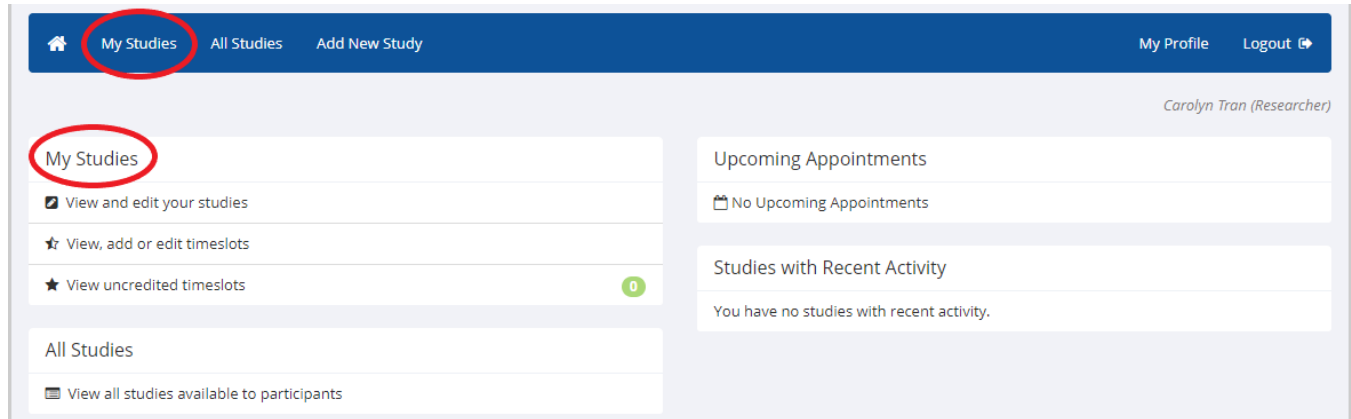 My Studies All Studies Add New Study My Profile Logout
Carolyn Tran (Researcher)
My Studies
View and edit your studies
View, add or edit timeslots
View uncredited timeslots 0
All Studies
View all studies available to participants
Upcoming Appointments
No Upcoming Appointments
Studies with Recent Activity
You have no studies with recent activity.